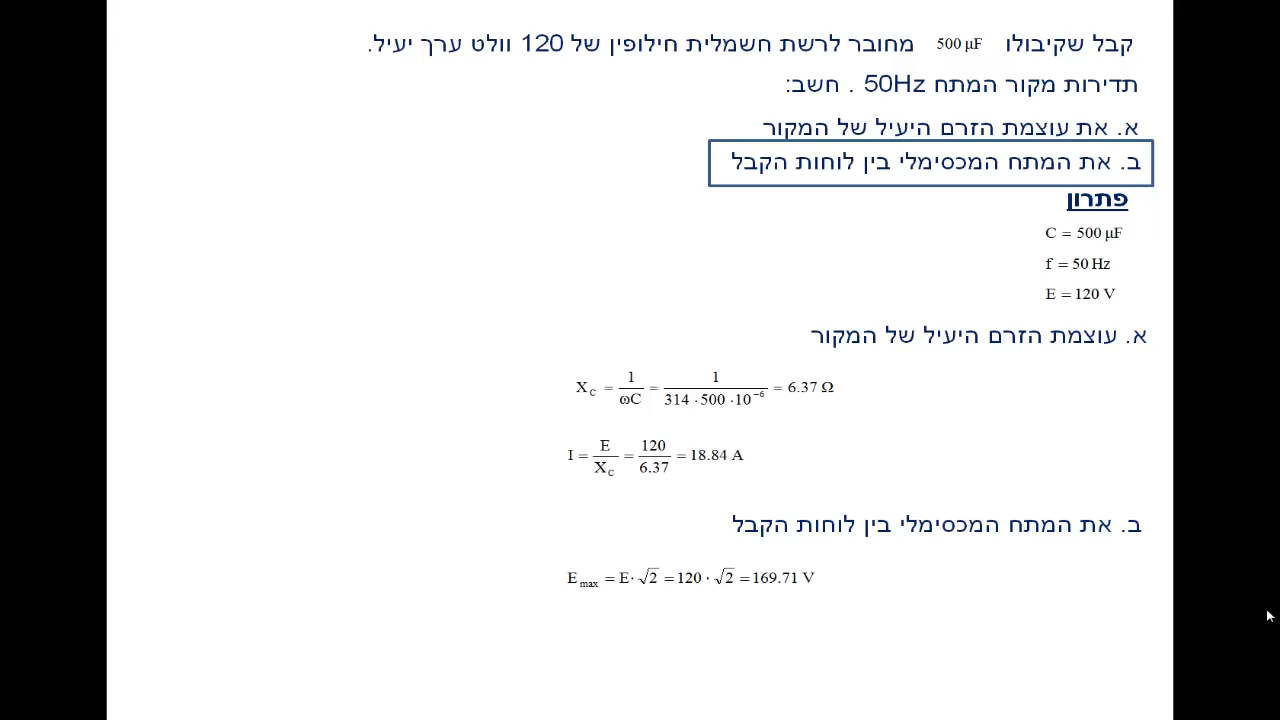 קבל שקיבולו 500 μF מחובר לרשת חשמלית חילופין של 120 וולט ערך יעיל.
תדירות מקור המתח 50Hz . חשב:
א. את עוצמת הזרם היעיל של המקור
ב. את המתח המכסימלי בין לוחות הקבל
פתרון
C = 500 μF
f = 50 Hz
E = 120 V
א. עוצמת הזרם היעיל של המקור
X_C = 1/ωC = 1/(314 · 500 · 10⁻⁶) = 6.37 Ω
I = E/X_C = 120/6.37 = 18.84 A
ב. את המתח המכסימלי בין לוחות הקבל
E_max = E · √2 = 120 · √2 = 169.71 V